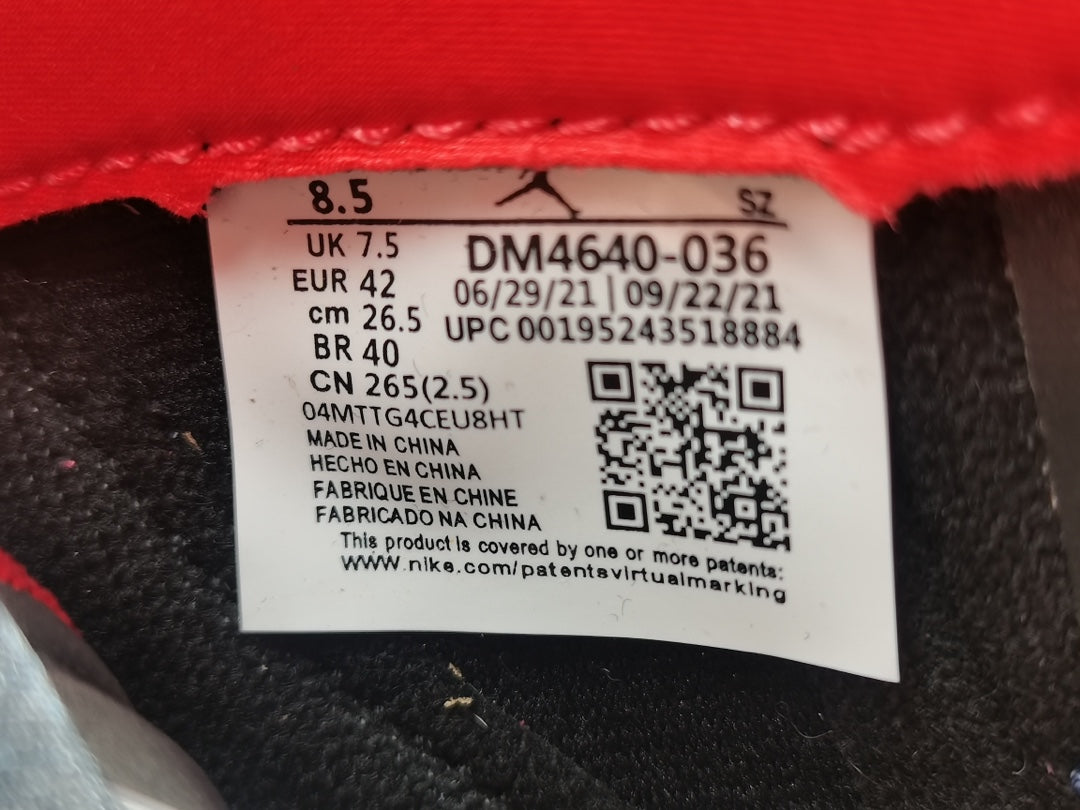 8.5 SZ
UK 7.5
DM4640-036
EUR 42
06/29/21 | 09/22/21
cm 26.5
UPC 00195243518884
BR 40
CN 265(2.5)
04MTTG4CEU8HT
MADE IN CHINA
HECHO EN CHINA
FABRIQUE EN CHINE
FABRICADO NA CHINA
This product is covered by one or more patents:
www.nike.com/patentsvirtualmarking